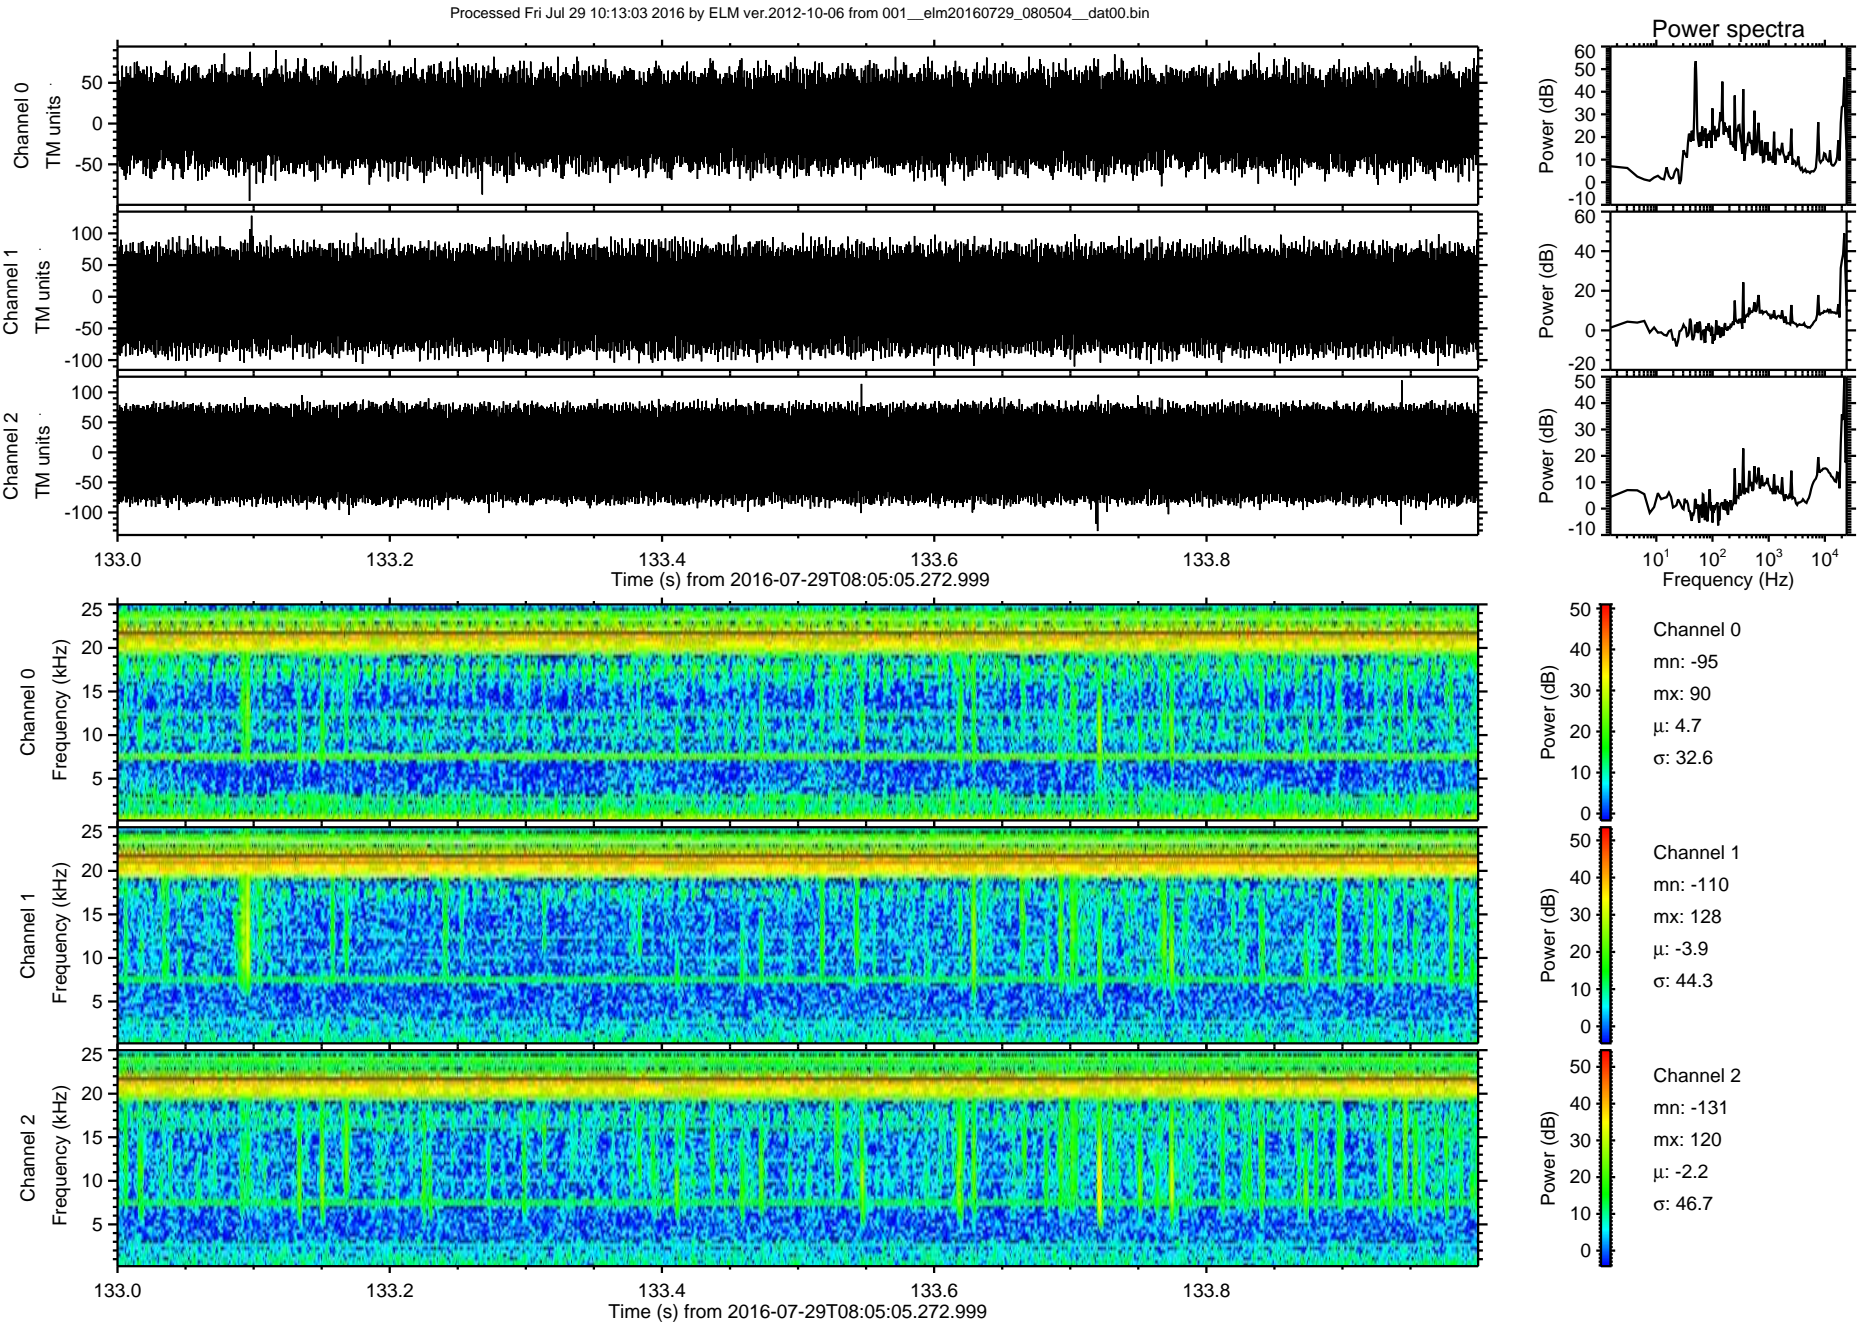 Processed Fri Jul 29 10:13:03 2016 by ELM ver.2012-10-06 from 001__elm20160729_080504__dat00.bin
Power spectra
Channel 0
TM units
50
0
-50
Power (dB)
60
50
40
30
20
10
0
-10
Channel 1
TM units
100
50
0
-50
-100
Power (dB)
60
40
20
0
-20
Channel 2
TM units
100
50
0
-50
-100
Power (dB)
50
40
30
20
10
0
-10
133.0 133.2 133.4 133.6 133.8
Time (s) from 2016-07-29T08:05:05.272.999
10^1 10^2 10^3 10^4
Frequency (Hz)
Channel 0
Frequency (kHz)
25
20
15
10
5
Power (dB)
50
40
30
20
10
0
Channel 0
mn: -95
mx: 90
μ: 4.7
σ: 32.6
Channel 1
Frequency (kHz)
25
20
15
10
5
Power (dB)
50
40
30
20
10
0
Channel 1
mn: -110
mx: 128
μ: -3.9
σ: 44.3
Channel 2
Frequency (kHz)
25
20
15
10
5
Power (dB)
50
40
30
20
10
0
Channel 2
mn: -131
mx: 120
μ: -2.2
σ: 46.7
133.0 133.2 133.4 133.6 133.8
Time (s) from 2016-07-29T08:05:05.272.999